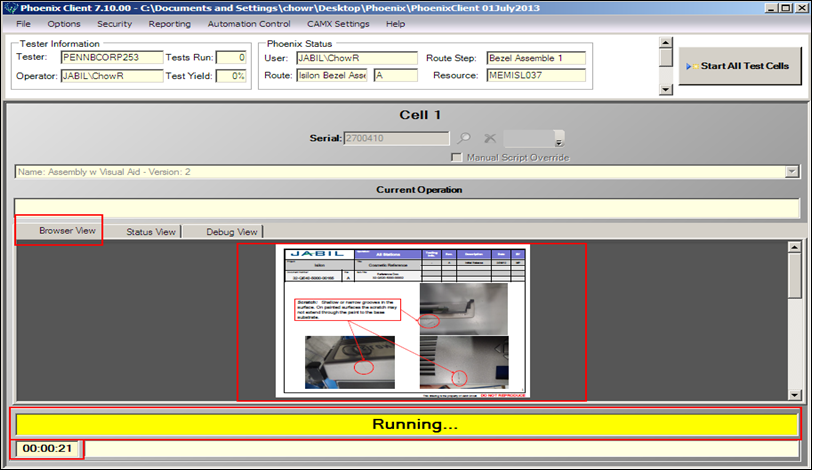 Phoenix Client 7.10.00 - C:\Documents and Settings\chowr\Desktop\Phoenix\PhoenixClient 01July2013
File Options Security Reporting Automation Control CAMX Settings Help
Tester Information
Tester: PENNBCORP253 Tests Run: 0
Operator: JABIL\ChowR Test Yield: 0%
Phoenix Status
User: JABIL\ChowR Route Step: Bezel Assemble 1
Route: Isilon Bezel Asse A Resource: MEMISL037
Start All Test Cells
Cell 1
Serial: 2700410
Manual Script Override
Name: Assembly w Visual Aid - Version: 2
Current Operation
Browser View Status View Debug View
JABIL
All Stations
Isilon
Cosmetic Reference
A
Scratch: Shallow or narrow grooves in the
surface. On painted surfaces the scratch may
not extend through the paint to the base
substrate.
DO NOT REPRODUCE
Running...
00:00:21